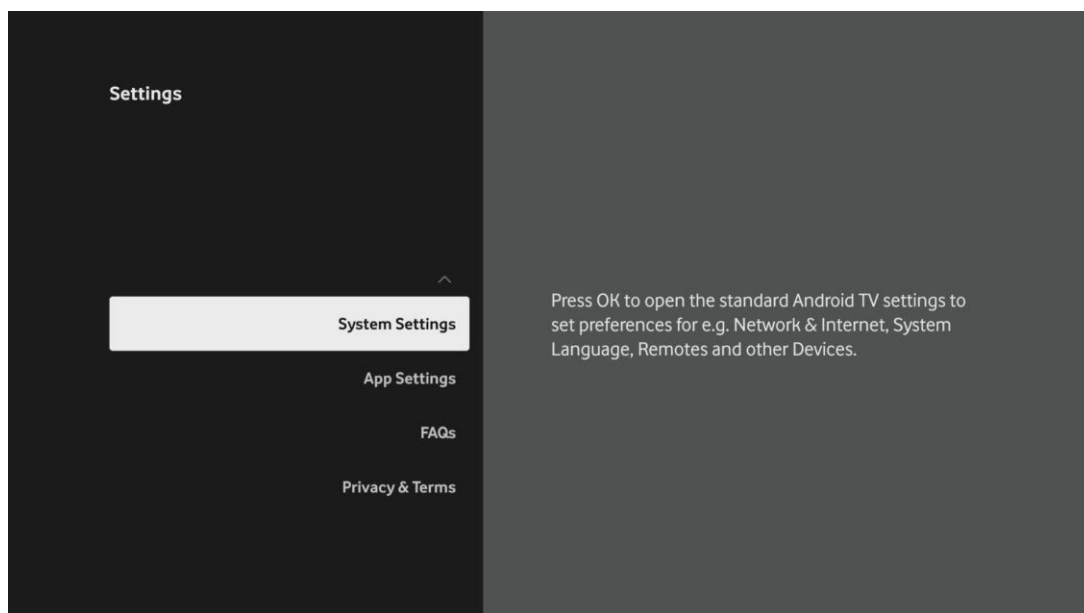 Settings
System Settings
App Settings
FAQs
Privacy & Terms
Press OK to open the standard Android TV settings to
set preferences for e.g. Network & Internet, System
Language, Remotes and other Devices.